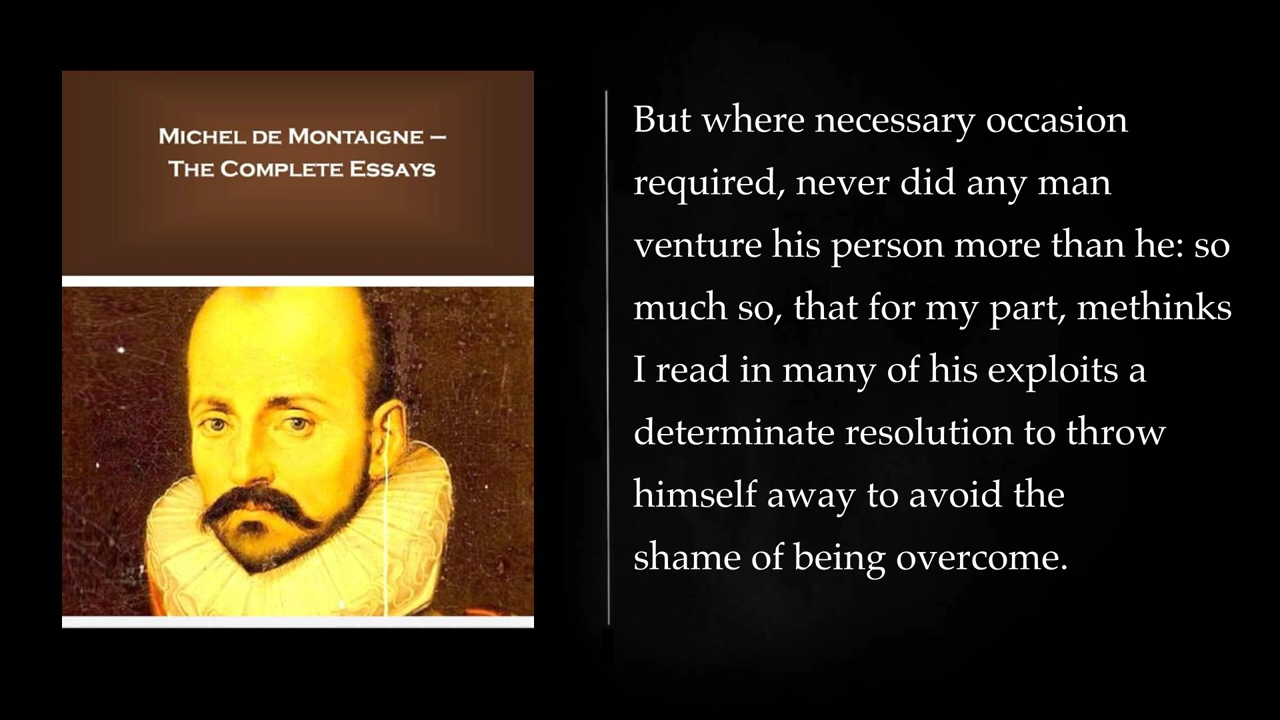 MICHEL DE MONTAIGNE –
THE COMPLETE ESSAYS
But where necessary occasion
required, never did any man
venture his person more than he: so
much so, that for my part, methinks
I read in many of his exploits a
determinate resolution to throw
himself away to avoid the
shame of being overcome.